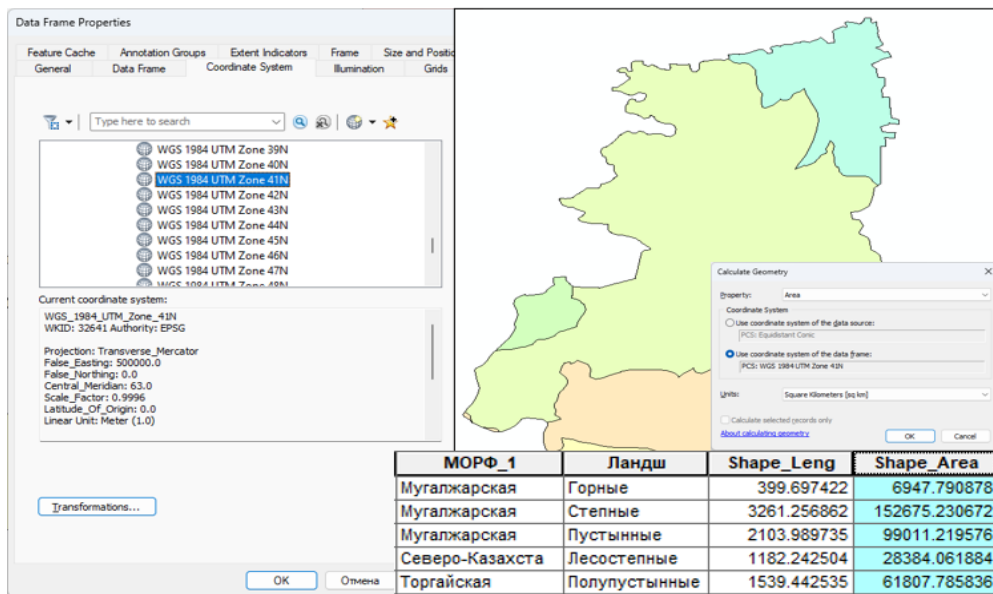 Data Frame Properties
Feature Cache Annotation Groups Extent Indicators Frame Size and Positio
General Data Frame Coordinate System Illumination Grids
Type here to search
WGS 1984 UTM Zone 39N
WGS 1984 UTM Zone 40N
WGS 1984 UTM Zone 41N
WGS 1984 UTM Zone 42N
WGS 1984 UTM Zone 43N
WGS 1984 UTM Zone 44N
WGS 1984 UTM Zone 45N
WGS 1984 UTM Zone 46N
WGS 1984 UTM Zone 47N
WGS 1984 UTM Zone 48N
Current coordinate system:
WGS_1984_UTM_Zone_41N
WKID: 32641 Authority: EPSG
Projection: Transverse_Mercator
False_Easting: 500000.0
False_Northing: 0.0
Central_Meridian: 63.0
Scale_Factor: 0.9996
Latitude_Of_Origin: 0.0
Linear Unit: Meter (1.0)
Transformations...
OK Отмена
Calculate Geometry
Property: Area
Coordinate System
Use coordinate system of the data source:
PCS: Equidistant Conic
Use coordinate system of the data frame:
PCS: WGS 1984 UTM Zone 41N
Units: Square Kilometers [sq km]
Calculate selected records only
About calculating geometry OK Cancel
МОРФ_1 Ландш Shape_Leng Shape_Area
Мугалжарская Горные 399.697422 6947.790878
Мугалжарская Степные 3261.256862 152675.230672
Мугалжарская Пустынные 2103.989735 99011.219576
Северо-Казахста Лесостепные 1182.242504 28384.061884
Торгайская Полупустынные 1539.442535 61807.785836